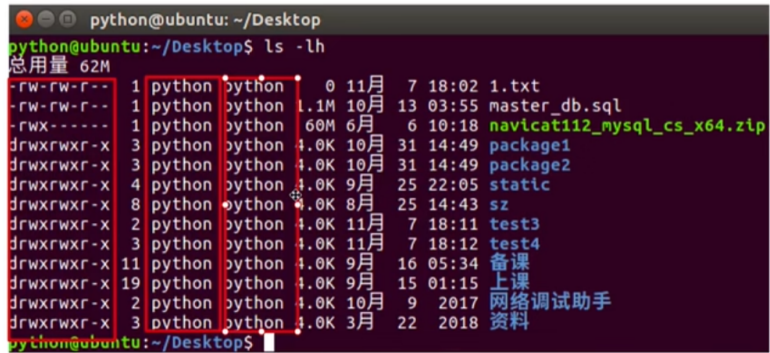 python@ubuntu: ~/Desktop
python@ubuntu:~/Desktop$ ls -lh
总用量 62M
-rw-rw-r-- 1 python python 0 11月 7 18:02 1.txt
-rw-rw-r-- 1 python python 1.1M 10月 13 03:55 master_db.sql
-rwx------ 1 python python 60M 6月 6 10:18 navicat112_mysql_cs_x64.zip
drwxrwxr-x 3 python python 4.0K 10月 31 14:49 package1
drwxrwxr-x 3 python python 4.0K 10月 31 14:49 package2
drwxrwxr-x 4 python python 4.0K 9月 25 22:05 static
drwxrwxr-x 8 python python 4.0K 8月 25 14:43 sz
drwxrwxr-x 2 python python 4.0K 11月 7 18:11 test3
drwxrwxr-x 3 python python 4.0K 11月 7 18:12 test4
drwxrwxr-x 11 python python 4.0K 9月 16 05:34 备课
drwxrwxr-x 19 python python 4.0K 9月 15 01:15 上课
drwxrwxr-x 2 python python 4.0K 10月 9 2017 网络调试助手
drwxrwxr-x 3 python python 4.0K 3月 22 2018 资料
python@ubuntu:~/Desktop$